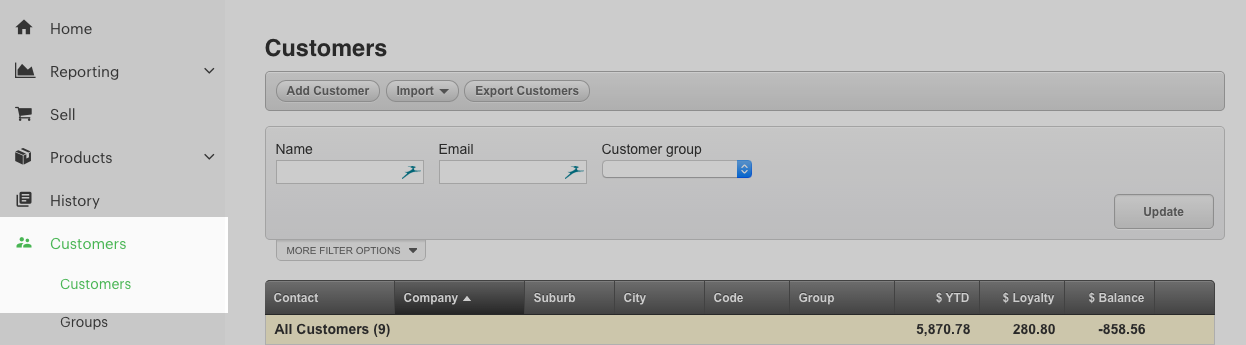 Home
Reporting
Sell
Products
History
Customers
Customers
Groups
Customers
Add Customer Import Export Customers
Name Email Customer group
Update
MORE FILTER OPTIONS
Contact Company Suburb City Code Group $ YTD $ Loyalty $ Balance
All Customers (9) 5,870.78 280.80 -858.56